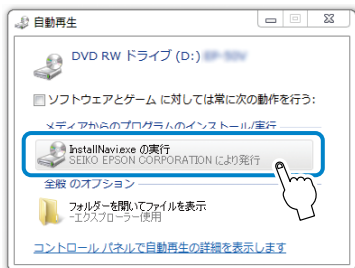 自動再生
DVD RW ドライブ (D:)
ソフトウェアとゲーム に対しては常に次の動作を行う:
メディアからのプログラムのインストール/実行
InstallNavi.exe の実行
SEIKO EPSON CORPORATION により発行
全般 のオプション
フォルダーを開いてファイルを表示
-エクスプローラー使用
コントロール パネルで自動再生の詳細を表示します